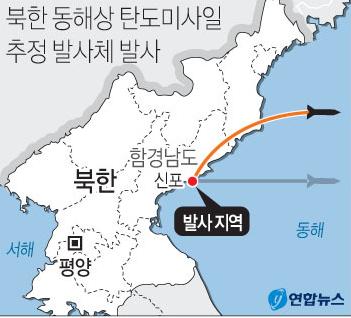 북한 동해상 탄도미사일
추정 발사체 발사
함경남도
북한
신포
발사 지역
동해
서해
평양
연합뉴스